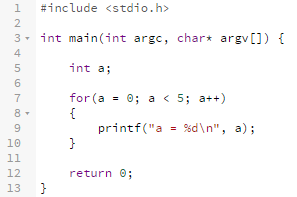 1 #include <stdio.h>
2
3 int main(int argc, char* argv[]) {
4
5     int a;
6
7     for(a = 0; a < 5; a++)
8     {
9         printf("a = %d\n", a);
10     }
11
12     return 0;
13 }